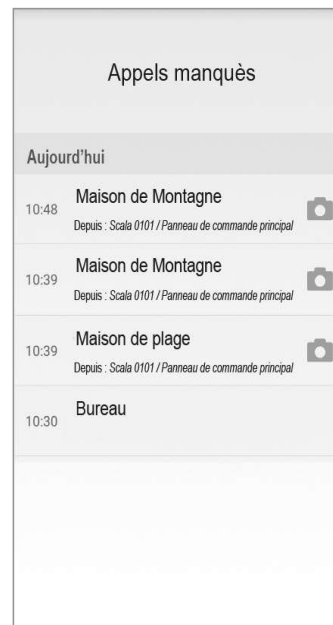 Appels manquès
Aujourd'hui
10:48
Maison de Montagne
Depuis : Scala 0101 / Panneau de commande principal
10:39
Maison de Montagne
Depuis : Scala 0101 / Panneau de commande principal
10:39
Maison de plage
Depuis : Scala 0101 / Panneau de commande principal
10:30
Bureau